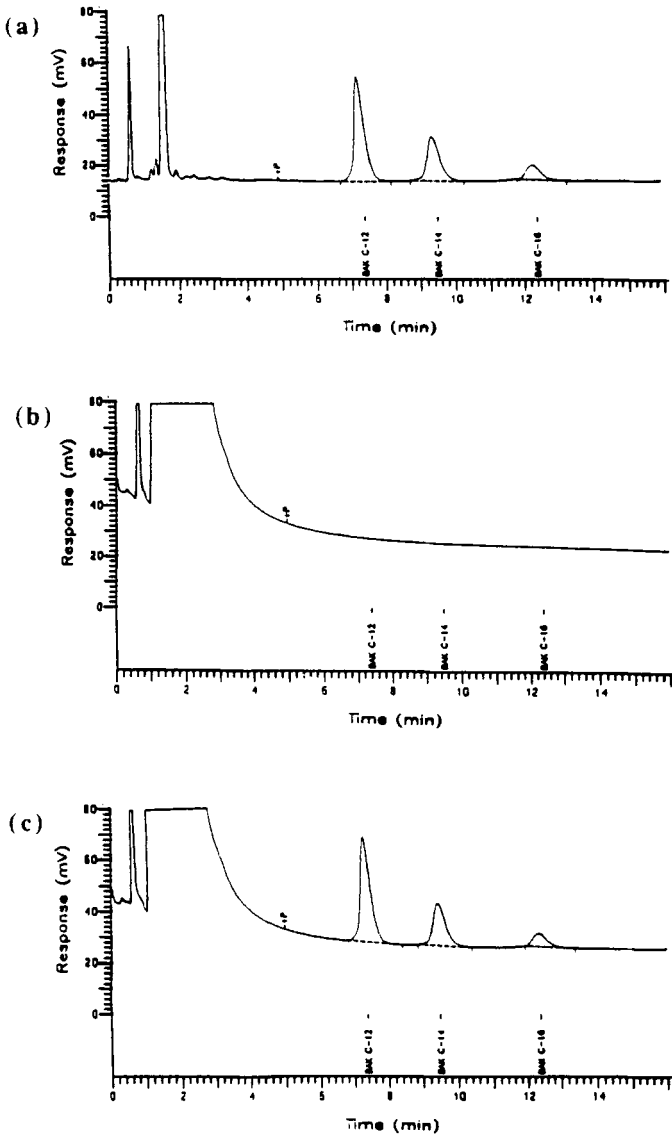 (a)
80
60
40
20
0
Response (mV)
+P
BAK C-12
BAK C-14
BAK C-16
0 2 4 6 8 10 12 14
Time (min)
(b)
80
60
40
20
0
Response (mV)
+P
BAK C-12
BAK C-14
BAK C-16
0 2 4 6 8 10 12 14
Time (min)
(c)
80
60
40
20
0
Response (mV)
+P
BAK C-12
BAK C-14
BAK C-16
0 2 4 6 8 10 12 14
Time (min)